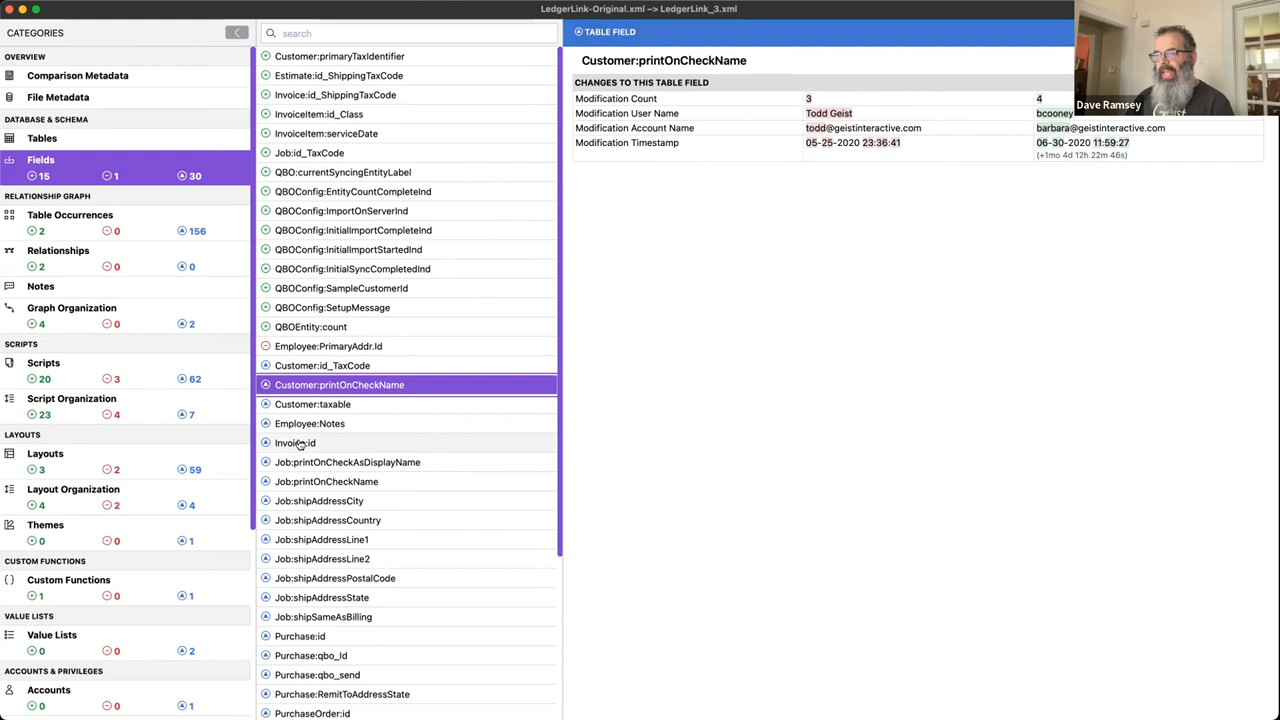 LedgerLink-Original.xml —> LedgerLink_3.xml
CATEGORIES
OVERVIEW
Comparison Metadata
File Metadata
DATABASE & SCHEMA
Tables
Fields
15 1 30
RELATIONSHIP GRAPH
Table Occurrences
2 0 156
Relationships
2 0 0
Notes
Graph Organization
4 0 2
SCRIPTS
Scripts
20 3 62
Script Organization
23 4 7
LAYOUTS
Layouts
3 2 59
Layout Organization
4 2 4
Themes
0 0 1
CUSTOM FUNCTIONS
Custom Functions
1 0 1
VALUE LISTS
Value Lists
0 0 2
ACCOUNTS & PRIVILEGES
Accounts
0 0 1
search
Customer:primaryTaxIdentifier
Estimate:id_ShippingTaxCode
Invoice:id_ShippingTaxCode
InvoiceItem:id_Class
InvoiceItem:serviceDate
Job:id_TaxCode
QBO:currentSyncingEntityLabel
QBOConfig:EntityCountCompleteInd
QBOConfig:ImportOnServerInd
QBOConfig:InitialImportCompleteInd
QBOConfig:InitialImportStartedInd
QBOConfig:InitialSyncCompletedInd
QBOConfig:SampleCustomerId
QBOConfig:SetupMessage
QBOEntity:count
Employee:PrimaryAddr.Id
Customer:id_TaxCode
Customer:printOnCheckName
Customer:taxable
Employee:Notes
Invoice:id
Job:printOnCheckAsDisplayName
Job:printOnCheckName
Job:shipAddressCity
Job:shipAddressCountry
Job:shipAddressLine1
Job:shipAddressLine2
Job:shipAddressPostalCode
Job:shipAddressState
Job:shipSameAsBilling
Purchase:id
Purchase:qbo_Id
Purchase:qbo_send
Purchase:RemitToAddressState
PurchaseOrder:id
TABLE FIELD
Customer:printOnCheckName
CHANGES TO THIS TABLE FIELD
Modification Count 3 4
Modification User Name Todd Geist bcooney
Modification Account Name todd@geistinteractive.com barbara@geistinteractive.com
Modification Timestamp 05-25-2020 23:36:41 06-30-2020 11:59:27
(+1mo 4d 12h 22m 46s)
Dave Ramsey